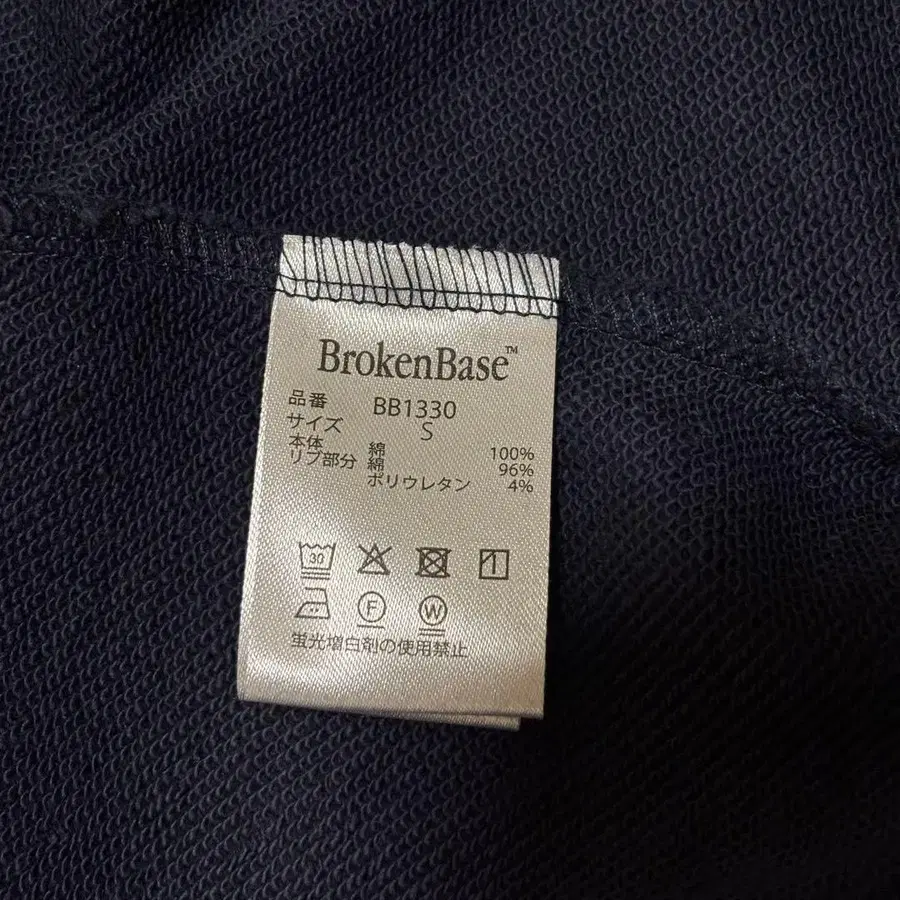 BrokenBase™
品番 BB1330
サイズ S
本体 綿 100%
リブ部分 綿 96%
ポリウレタン 4%
30
F W
蛍光増白剤の使用禁止